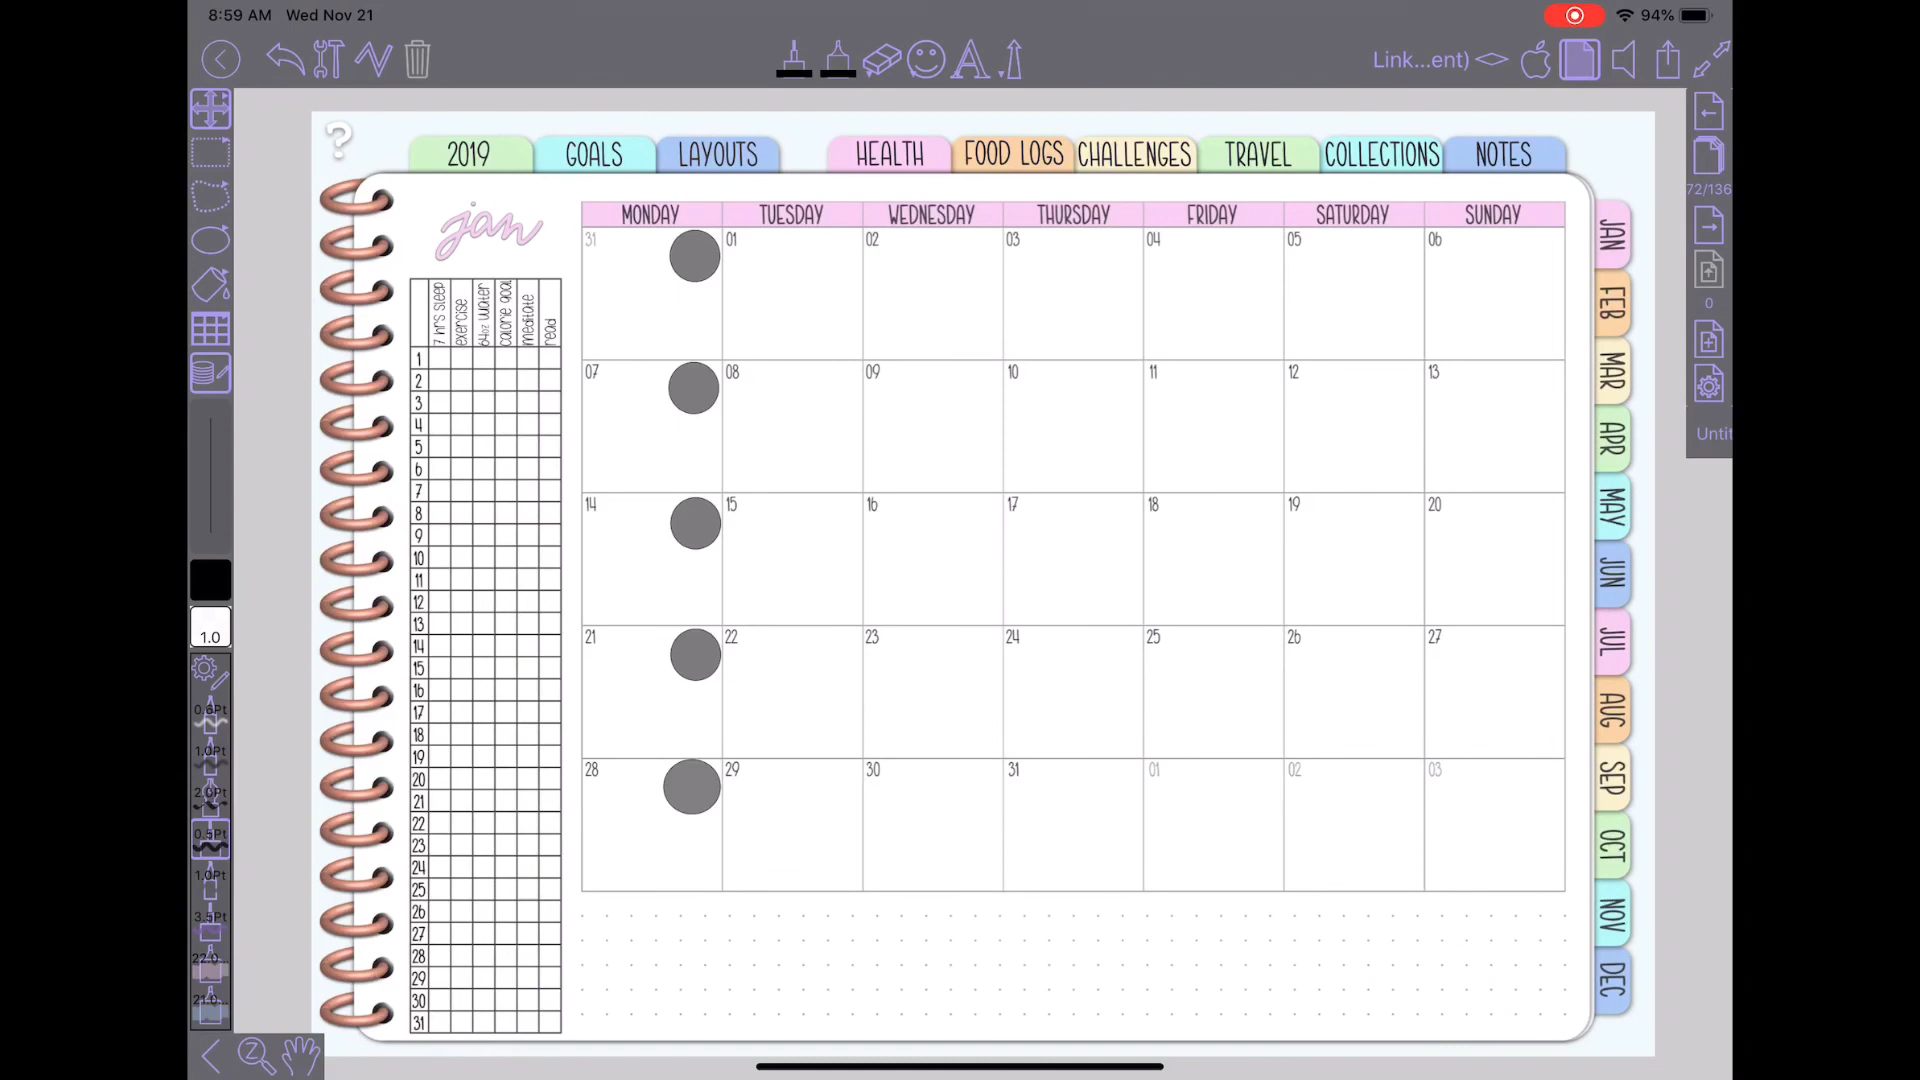 8:59 AM Wed Nov 21
94%
Link...ent)
?
2019 GOALS LAYOUTS HEALTH FOOD LOGS CHALLENGES TRAVEL COLLECTIONS NOTES
72/136
0
Untit
jan
7 hrs sleep
exercise
64oz water
calorie goal
meditate
read
1
2
3
4
5
6
7
8
9
10
11
12
13
14
15
16
17
18
19
20
21
22
23
24
25
26
27
28
29
30
31
MONDAY TUESDAY WEDNESDAY THURSDAY FRIDAY SATURDAY SUNDAY
31 01 02 03 04 05 06
07 08 09 10 11 12 13
14 15 16 17 18 19 20
21 22 23 24 25 26 27
28 29 30 31 01 02 03
JAN
FEB
MAR
APR
MAY
JUN
JUL
AUG
SEP
OCT
NOV
DEC
1.0
0.6Pt
1.0Pt
2.0Pt
0.5Pt
1.0Pt
3.5Pt
22.0...
21.0...
Z